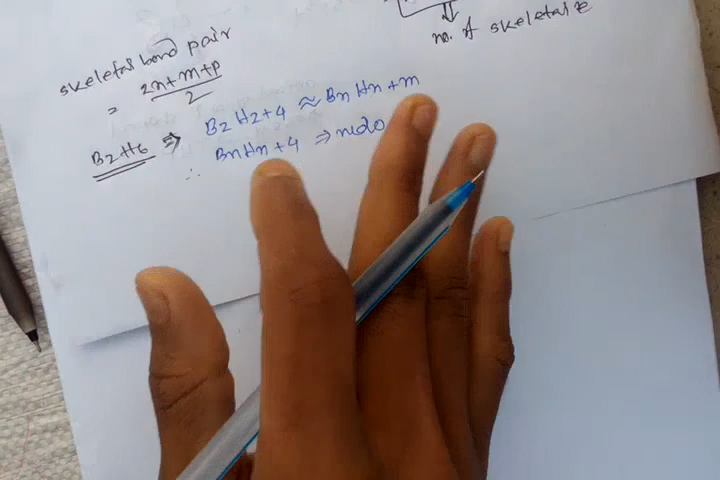 no. of skeletal e
skeletal bond pair
= 2n+m+p / 2
B2H6 ⇒ B2H2+4 ≈ BnHn+m
∴ BnHn+4 ⇒ nido